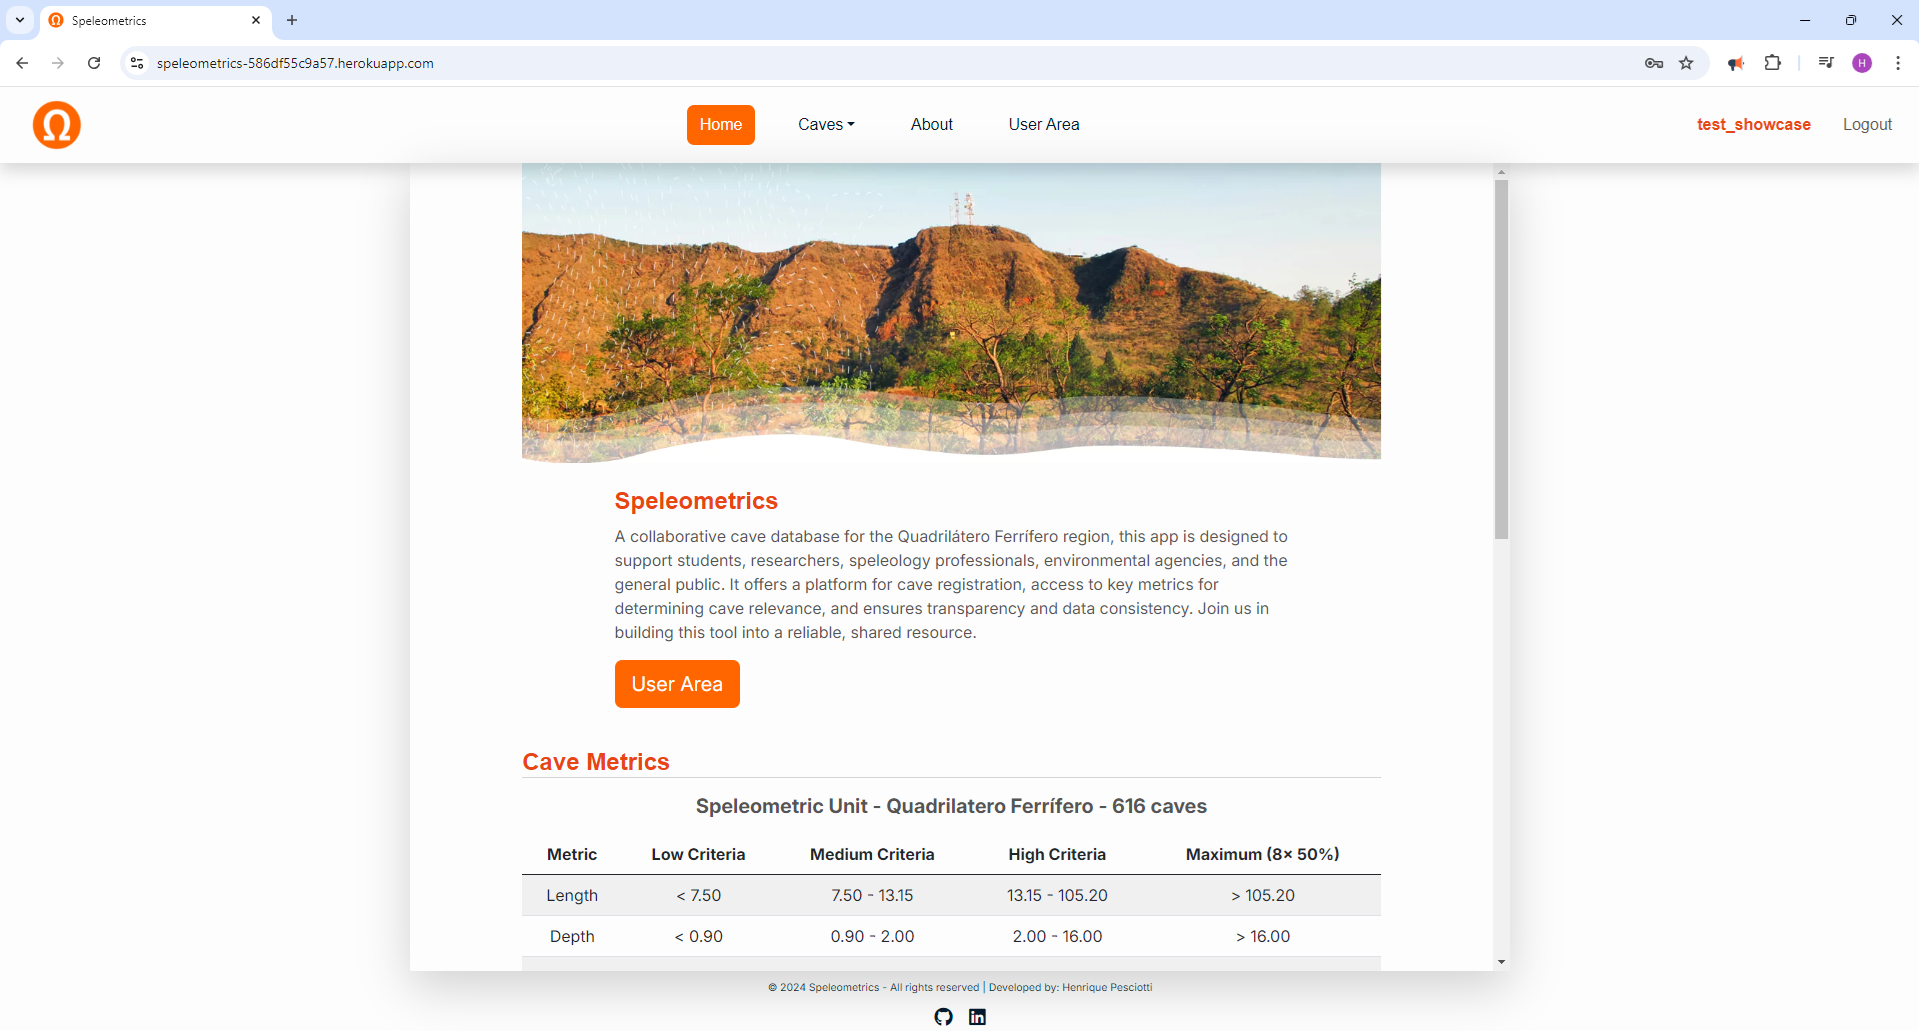 Speleometrics
speleometrics-586df55c9a57.herokuapp.com
H
Ω
Home
Caves
About
User Area
test_showcase
Logout
Speleometrics
A collaborative cave database for the Quadrilátero Ferrífero region, this app is designed to
support students, researchers, speleology professionals, environmental agencies, and the
general public. It offers a platform for cave registration, access to key metrics for
determining cave relevance, and ensures transparency and data consistency. Join us in
building this tool into a reliable, shared resource.
User Area
Cave Metrics
Speleometric Unit - Quadrilatero Ferrífero - 616 caves
Metric Low Criteria Medium Criteria High Criteria Maximum (8× 50%)
Length < 7.50 7.50 - 13.15 13.15 - 105.20 > 105.20
Depth < 0.90 0.90 - 2.00 2.00 - 16.00 > 16.00
© 2024 Speleometrics - All rights reserved | Developed by: Henrique Pesciotti
in